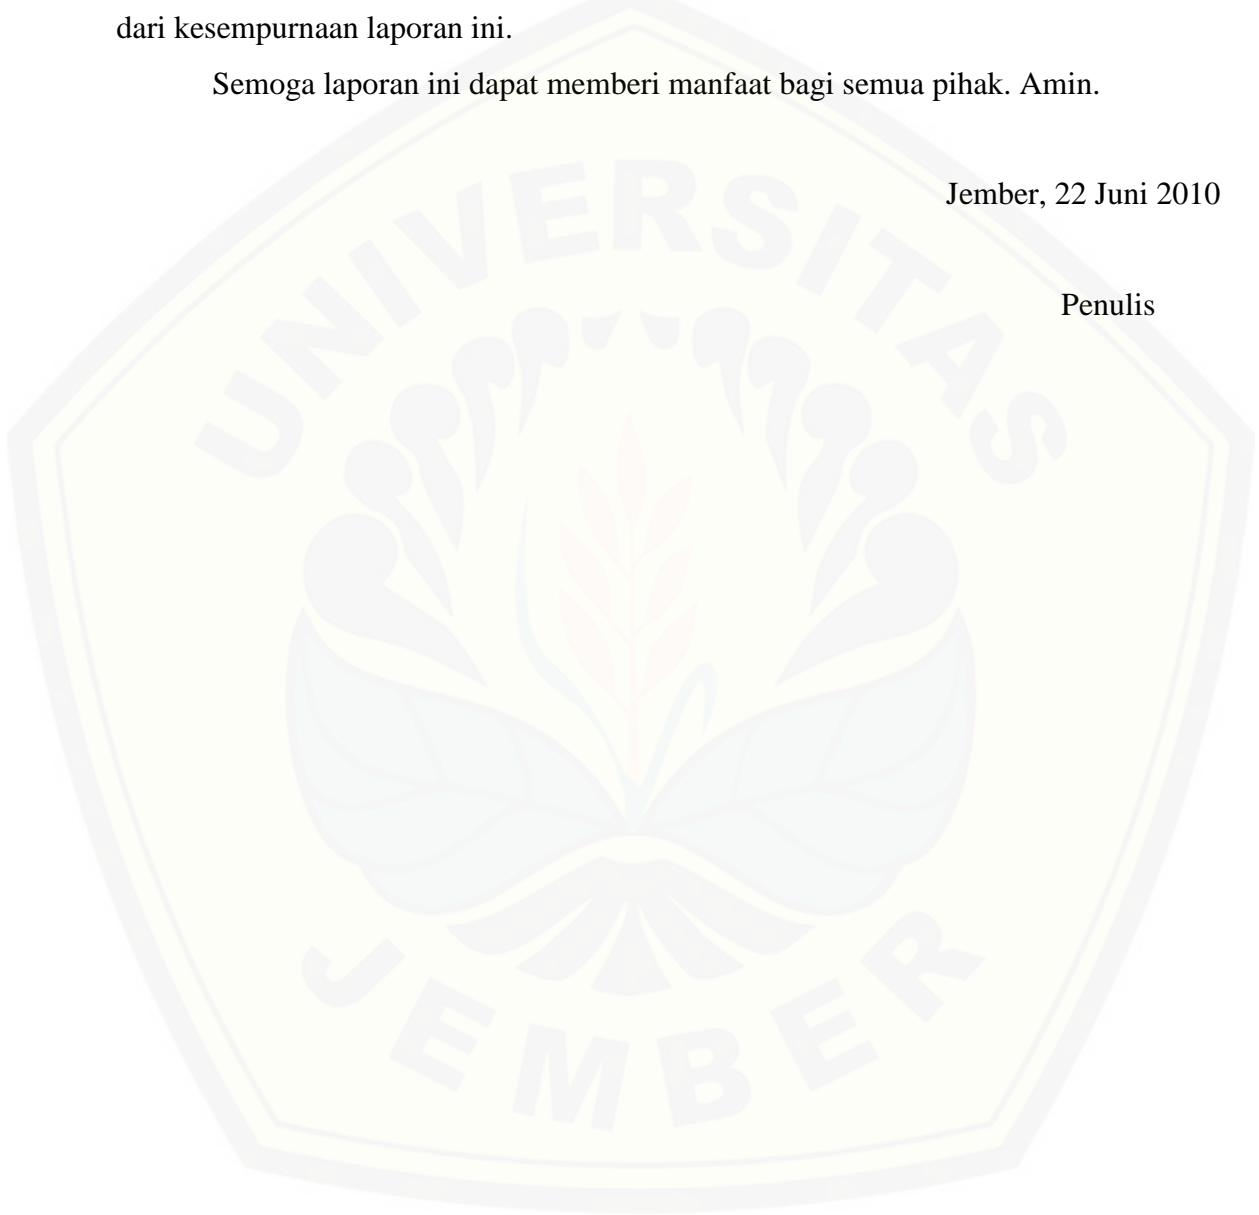 dari kesempurnaan laporan ini.
Semoga laporan ini dapat memberi manfaat bagi semua pihak. Amin.
Jember, 22 Juni 2010
Penulis
UNIVERSITAS
JEMBER